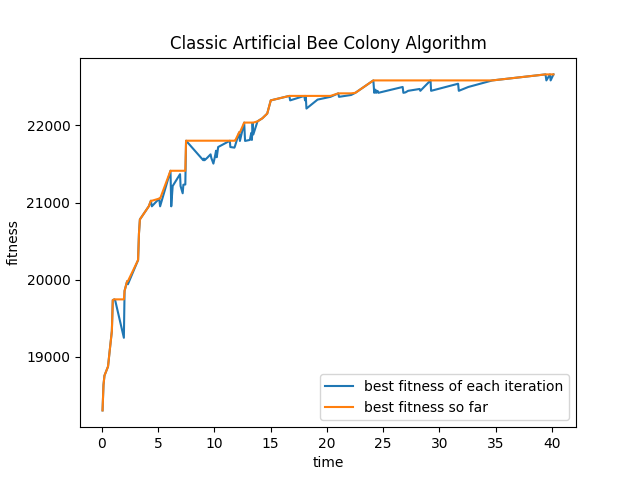 Classic Artificial Bee Colony Algorithm
fitness
22000
21000
20000
19000
0 5 10 15 20 25 30 35 40
time
best fitness of each iteration
best fitness so far